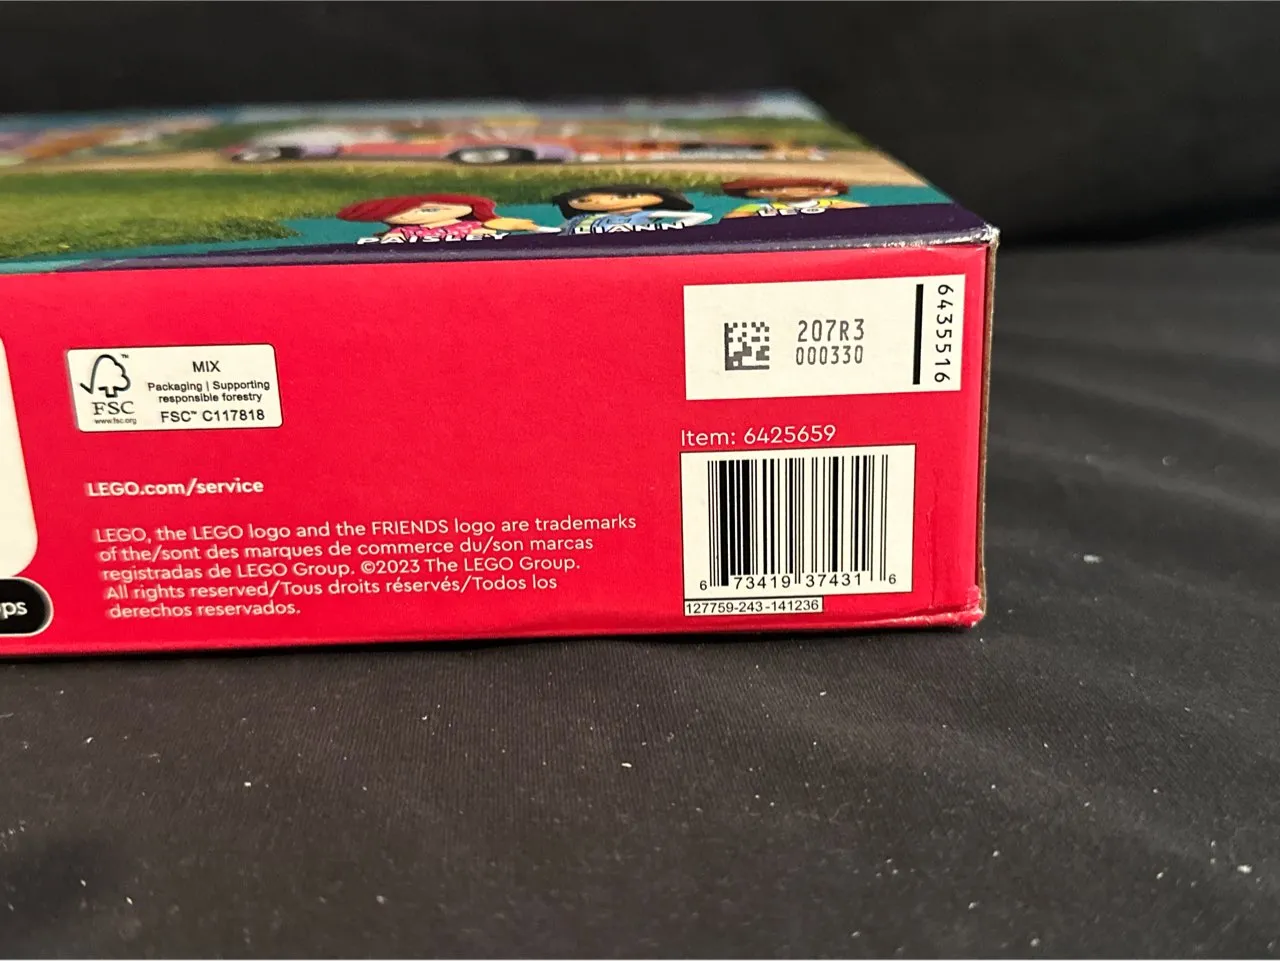 PAISLEY
LIANN
LEO
207R3
000330
6435516
MIX
Packaging | Supporting
responsible forestry
FSC™ C117818
FSC
www.fsc.org
Item: 6425659
LEGO.com/service
LEGO, the LEGO logo and the FRIENDS logo are trademarks
of the/sont des marques de commerce du/son marcas
registradas de LEGO Group. ©2023 The LEGO Group.
All rights reserved/Tous droits réservés/Todos los
derechos reservados.
6 73419 37431 6
127759-243-141236